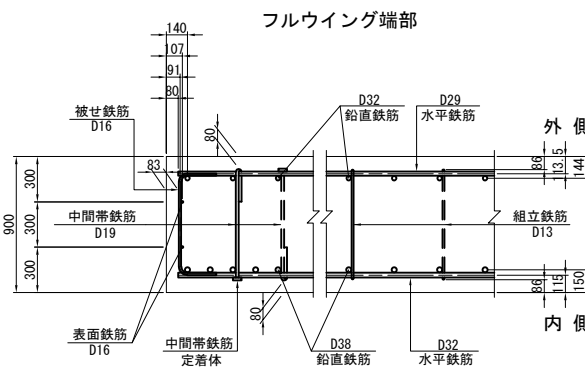 フルウイング端部
140
107
91
80
被せ鉄筋
D16
80
D32
鉛直鉄筋
D29
水平鉄筋
外 側
83
86
113.5
144
300
300
300
900
中間帯鉄筋
D19
組立鉄筋
D13
86
115
150
80
表面鉄筋
D16
中間帯鉄筋
定着体
D38
鉛直鉄筋
D32
水平鉄筋
内 側